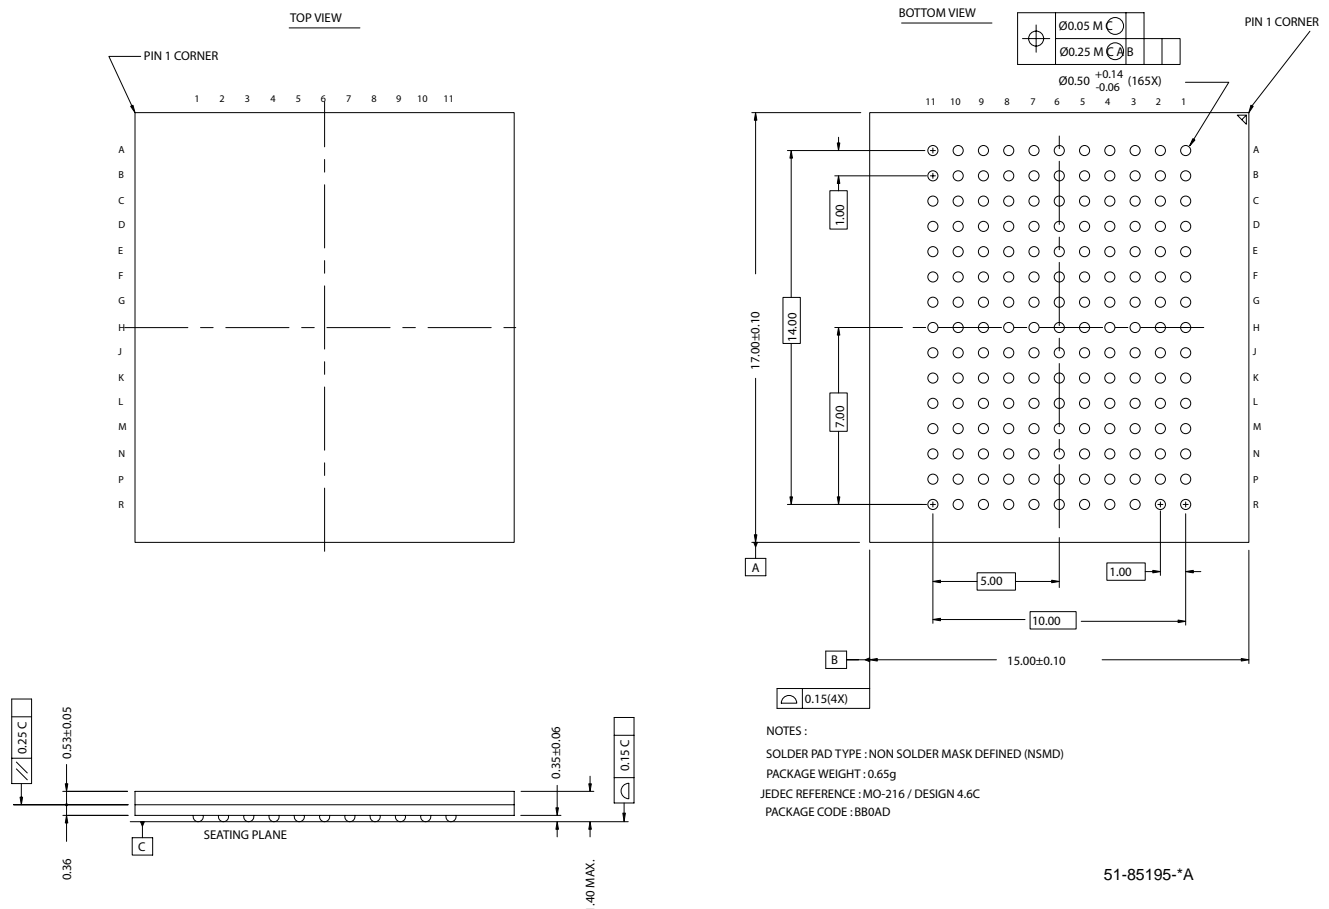 TOP VIEW
PIN 1 CORNER
1 2 3 4 5 6 7 8 9 10 11
A
B
C
D
E
F
G
H
J
K
L
M
N
P
R
BOTTOM VIEW
PIN 1 CORNER
Ø0.05 M C
Ø0.25 M C A B
Ø0.50 +0.14 -0.06 (165X)
11 10 9 8 7 6 5 4 3 2 1
A
B
C
D
E
F
G
H
J
K
L
M
N
P
R
1.00
14.00
17.00±0.10
7.00
A
5.00
1.00
10.00
B
15.00±0.10
0.15(4X)
0.25 C
0.53±0.05
0.36
C
SEATING PLANE
0.35±0.06
0.15 C
.40 MAX.
NOTES :
SOLDER PAD TYPE : NON SOLDER MASK DEFINED (NSMD)
PACKAGE WEIGHT : 0.65g
JEDEC REFERENCE : MO-216 / DESIGN 4.6C
PACKAGE CODE : BB0AD
51-85195-*A